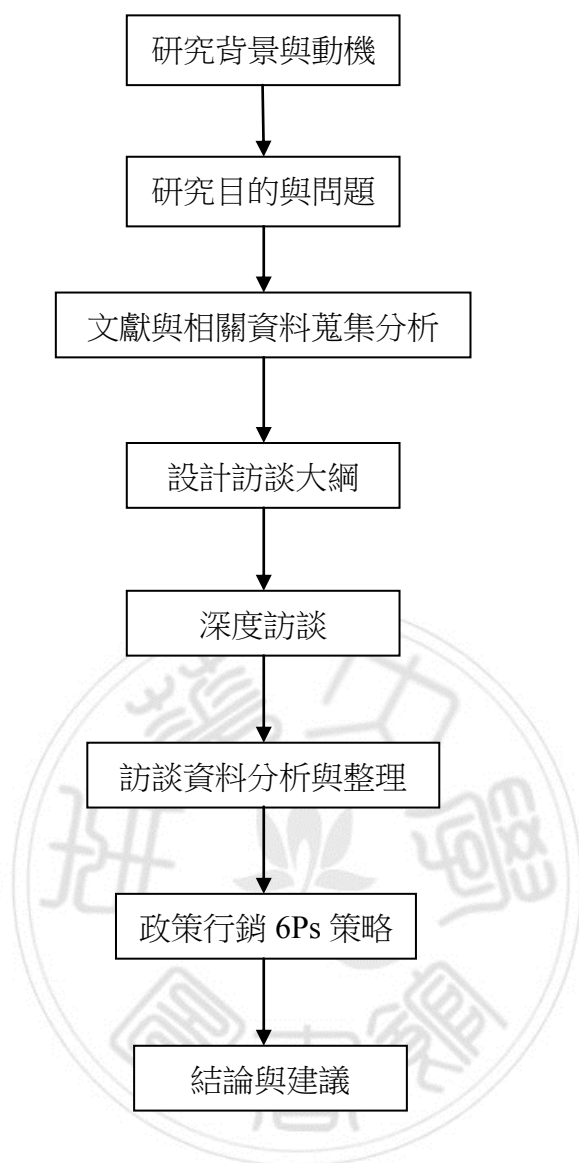 研究背景與動機
研究目的與問題
文獻與相關資料蒐集分析
設計訪談大綱
深度訪談
訪談資料分析與整理
政策行銷 6Ps 策略
結論與建議